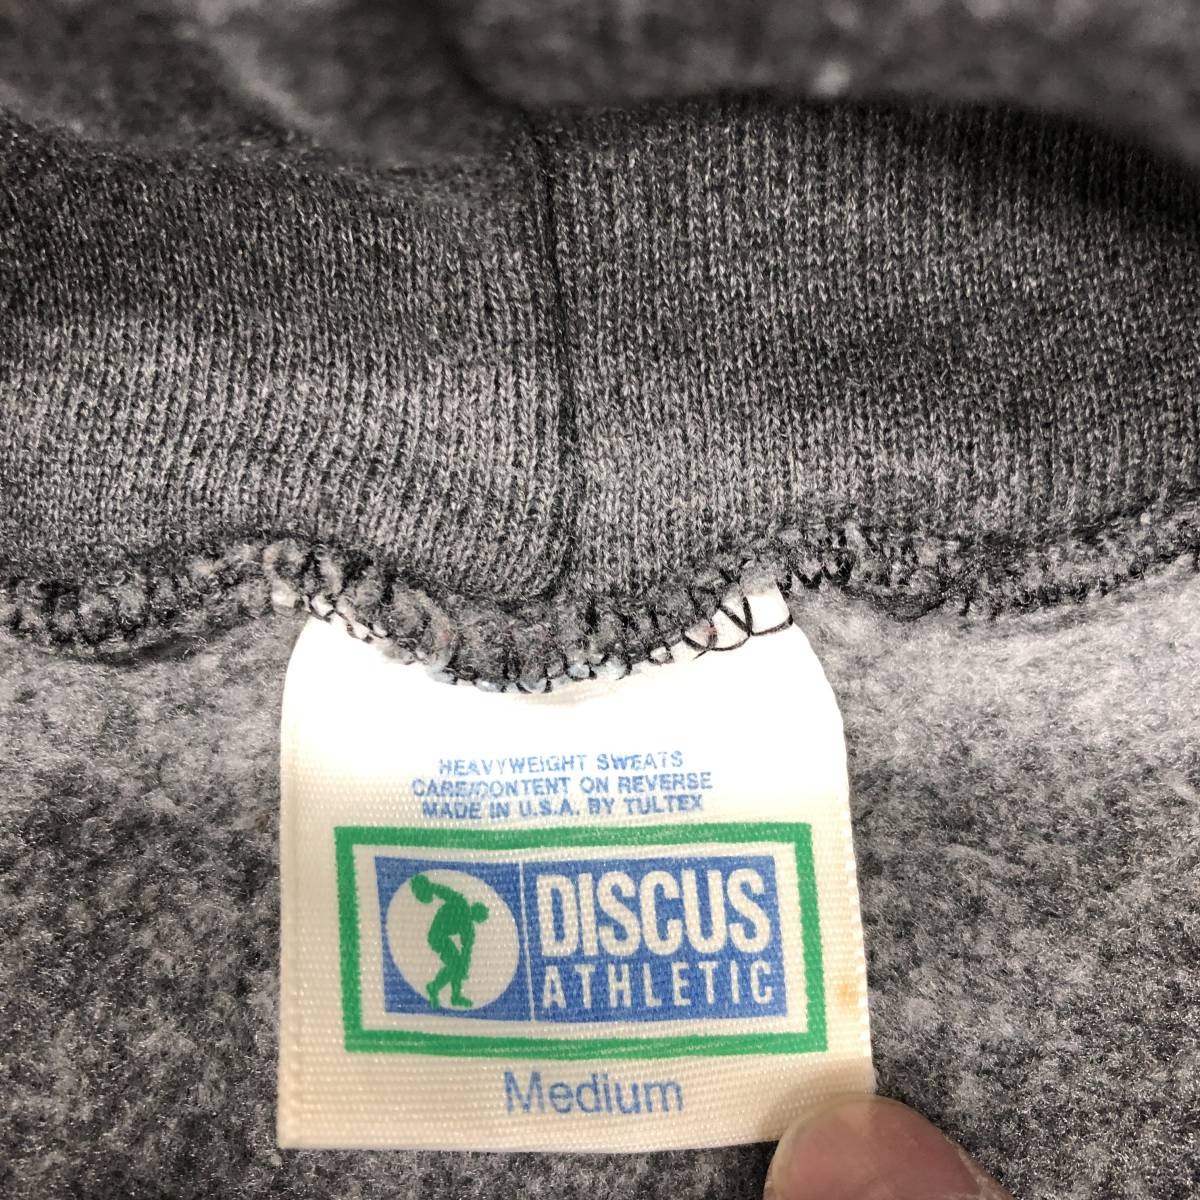 HEAVYWEIGHT SWEATS
CARE/CONTENT ON REVERSE
MADE IN U.S.A. BY TULTEX
DISCUS
ATHLETIC
Medium